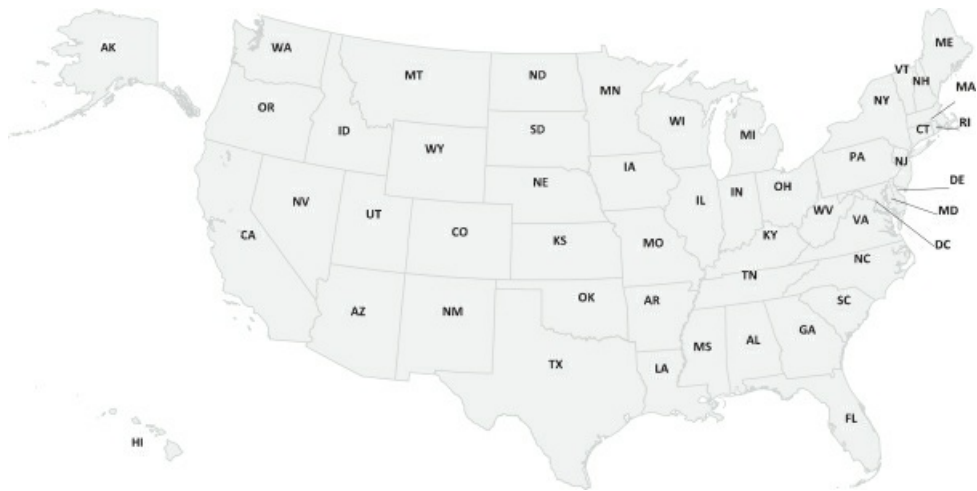 AK
WA
MT
ND
MN
ME
VT
NH
MA
OR
ID
WY
SD
WI
MI
NY
CT
RI
NV
UT
CO
NE
IA
IL
IN
OH
PA
NJ
DE
MD
DC
CA
KS
MO
KY
WV
VA
AZ
NM
OK
AR
TN
NC
SC
TX
LA
MS
AL
GA
FL
HI